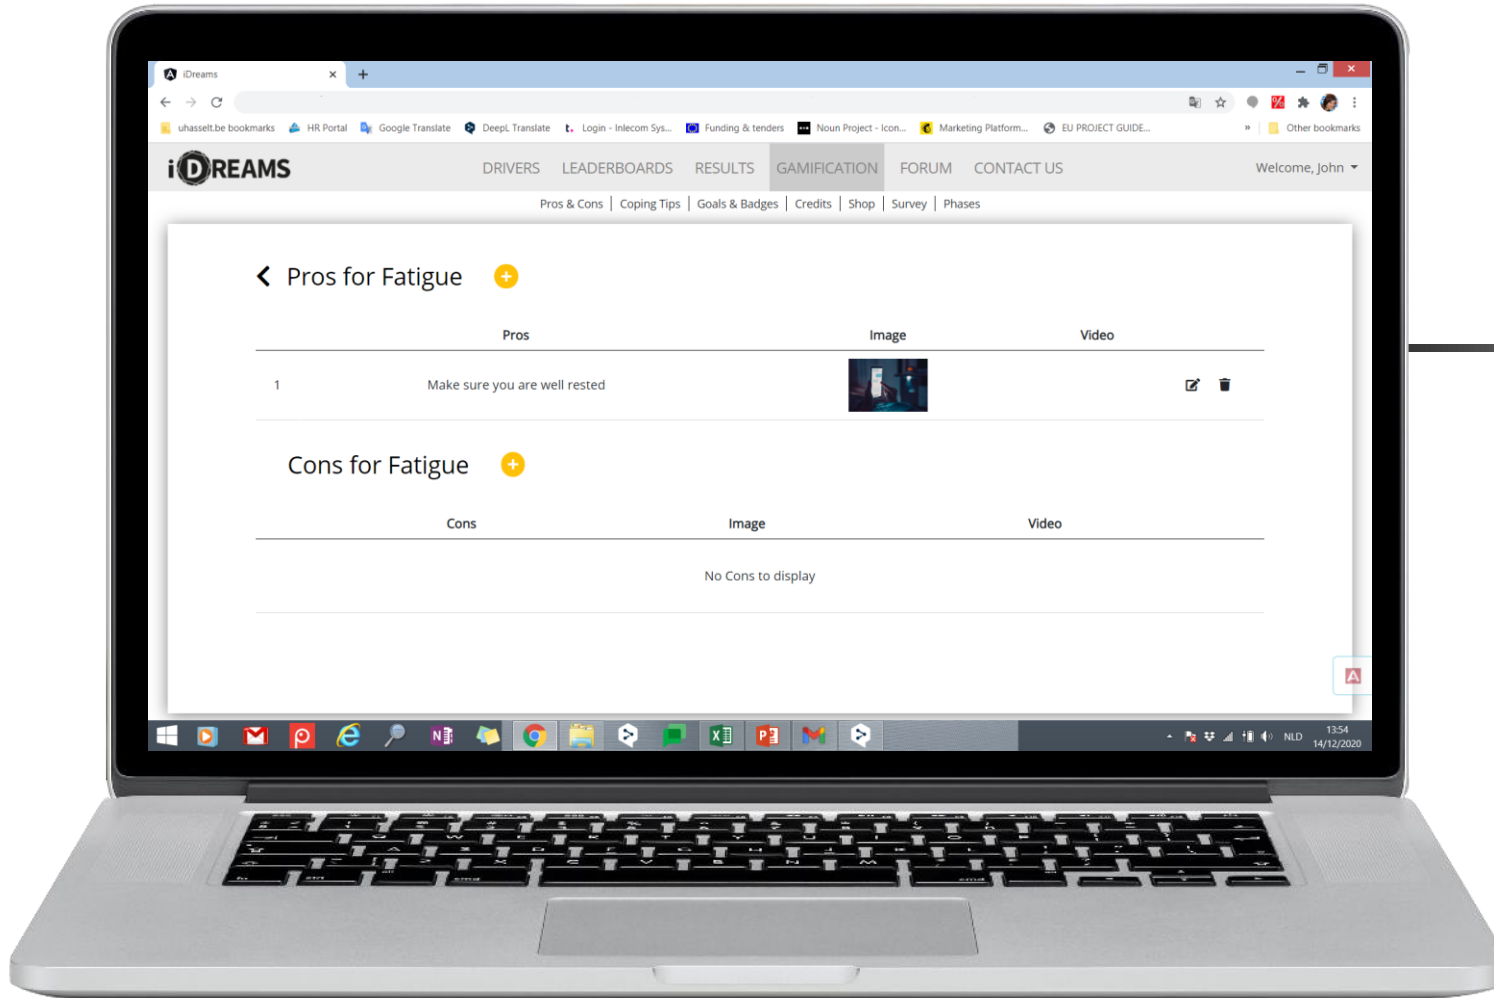 iDreams
uhasselt.be bookmarks HR Portal Google Translate DeepL Translate Login - Inlecom Sys... Funding & tenders Noun Project - Icon... Marketing Platform... EU PROJECT GUIDE... » Other bookmarks
iDREAMS DRIVERS LEADERBOARDS RESULTS GAMIFICATION FORUM CONTACT US Welcome, John
Pros & Cons | Coping Tips | Goals & Badges | Credits | Shop | Survey | Phases
Pros for Fatigue
Pros Image Video
1 Make sure you are well rested
Cons for Fatigue
Cons Image Video
No Cons to display
NLD 13:54
14/12/2020